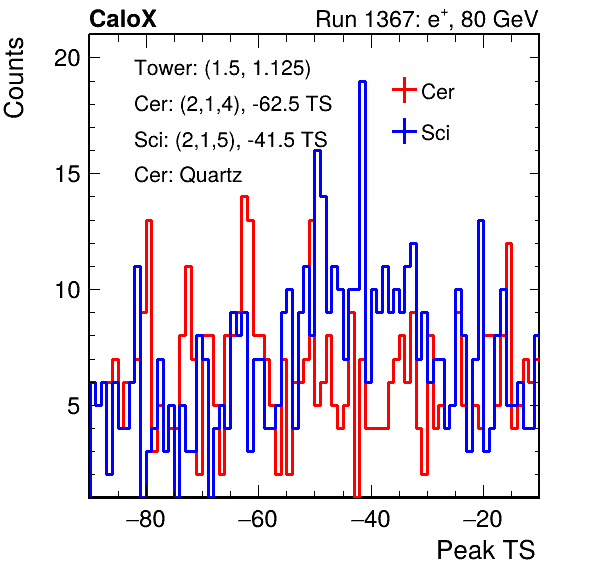 CaloX Run 1367: e⁺, 80 GeV
Counts
Tower: (1.5, 1.125)
Cer: (2,1,4), -62.5 TS
Sci: (2,1,5), -41.5 TS
Cer: Quartz
Cer
Sci
20
15
10
5
−80 −60 −40 −20
Peak TS